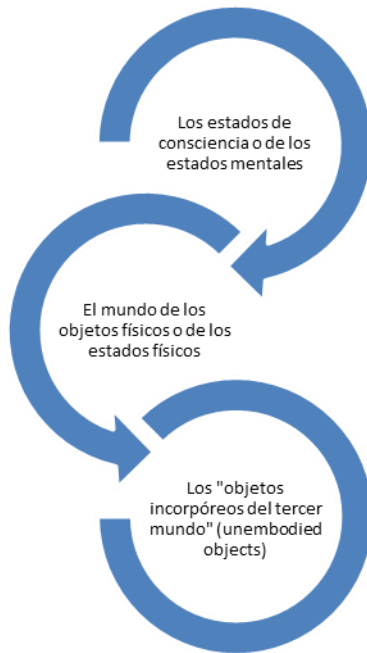 Los estados de
consciencia o de los
estados mentales
El mundo de los
objetos físicos o de los
estados físicos
Los "objetos
incorpóreos del tercer
mundo" (unembodied
objects)